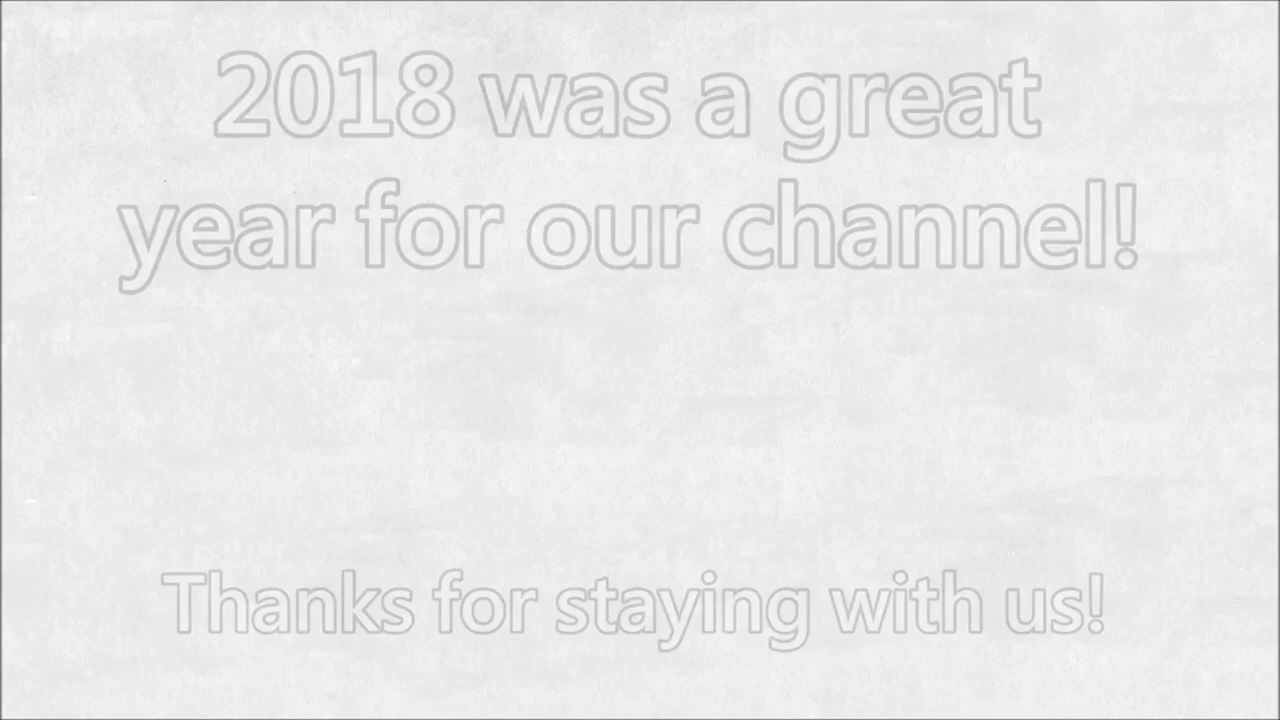 2018 was a great
year for our channel!
Thanks for staying with us!